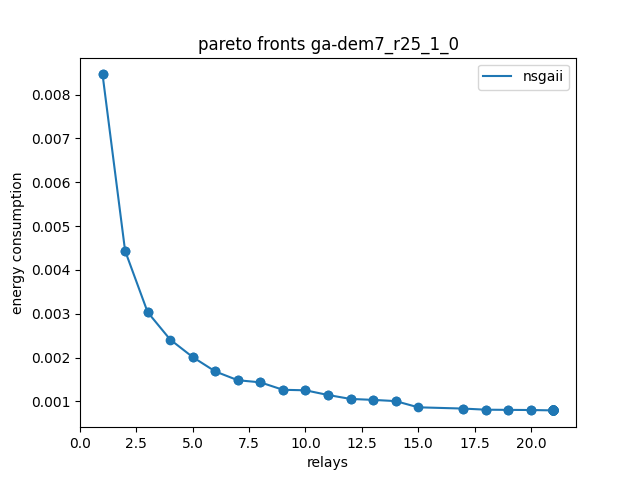 pareto fronts ga-dem7_r25_1_0
nsgaii
energy consumption
0.008
0.007
0.006
0.005
0.004
0.003
0.002
0.001
0.0 2.5 5.0 7.5 10.0 12.5 15.0 17.5 20.0
relays